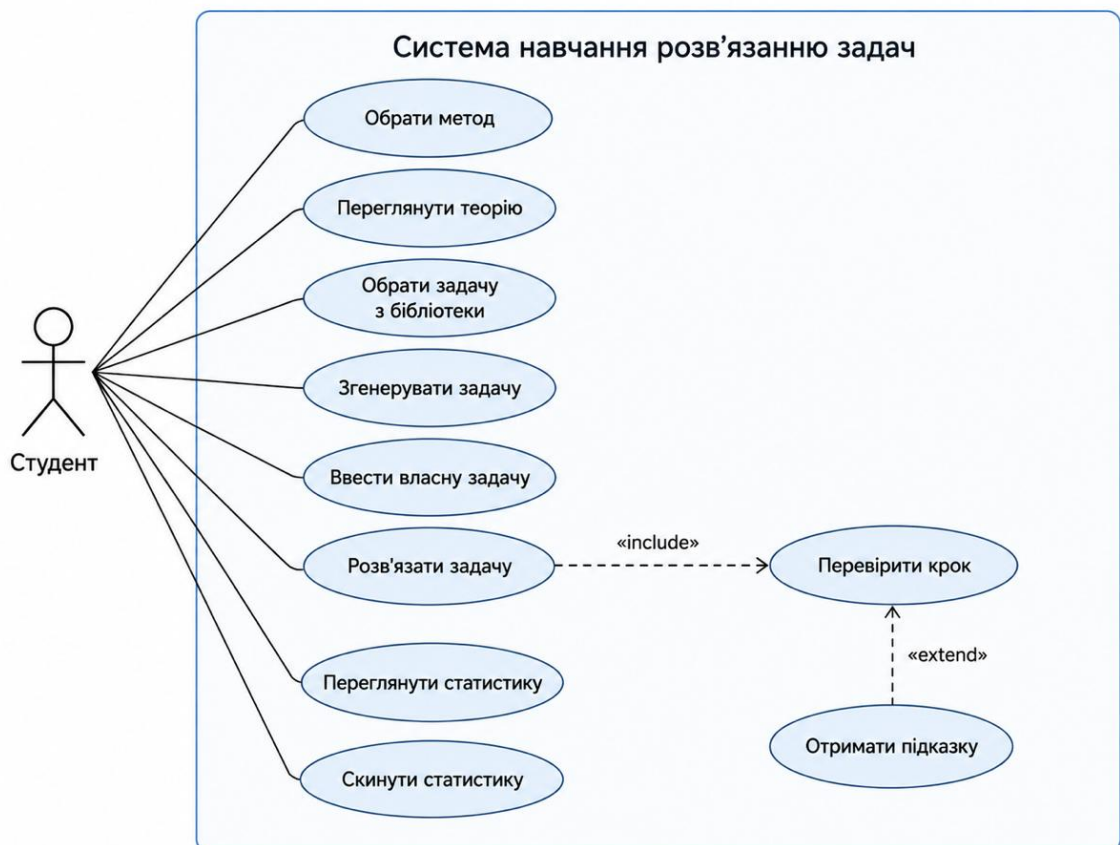 Система навчання розв’язанню задач
Обрати метод
Переглянути теорію
Обрати задачу
з бібліотеки
Згенерувати задачу
Студент
Ввести власну задачу
Розв'язати задачу
«include»
Перевірити крок
«extend»
Переглянути статистику
Отримати підказку
Скинути статистику